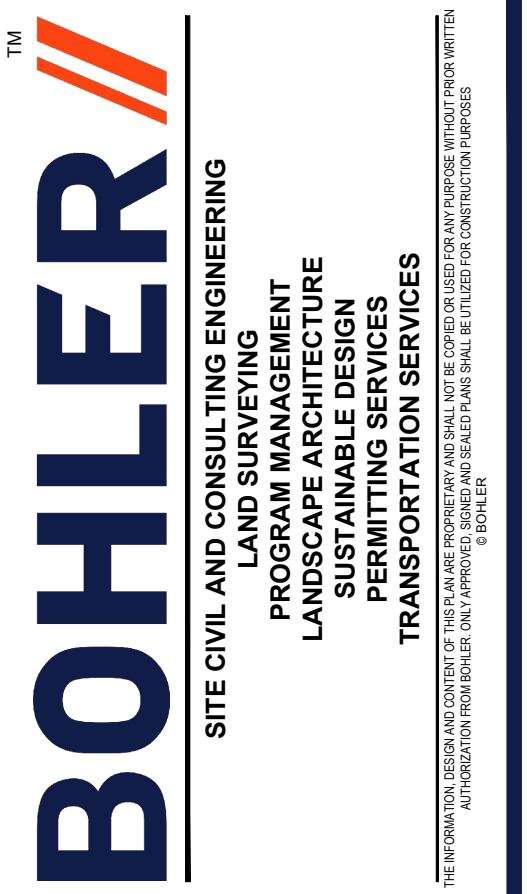 BOHLER // TM
SITE CIVIL AND CONSULTING ENGINEERING
LAND SURVEYING
PROGRAM MANAGEMENT
LANDSCAPE ARCHITECTURE
SUSTAINABLE DESIGN
PERMITTING SERVICES
TRANSPORTATION SERVICES
THE INFORMATION, DESIGN AND CONTENT OF THIS PLAN ARE PROPRIETARY AND SHALL NOT BE COPIED OR USED FOR ANY PURPOSE WITHOUT PRIOR WRITTEN
AUTHORIZATION FROM BOHLER. ONLY APPROVED, SIGNED AND SEALED PLANS SHALL BE UTILIZED FOR CONSTRUCTION PURPOSES
© BOHLER